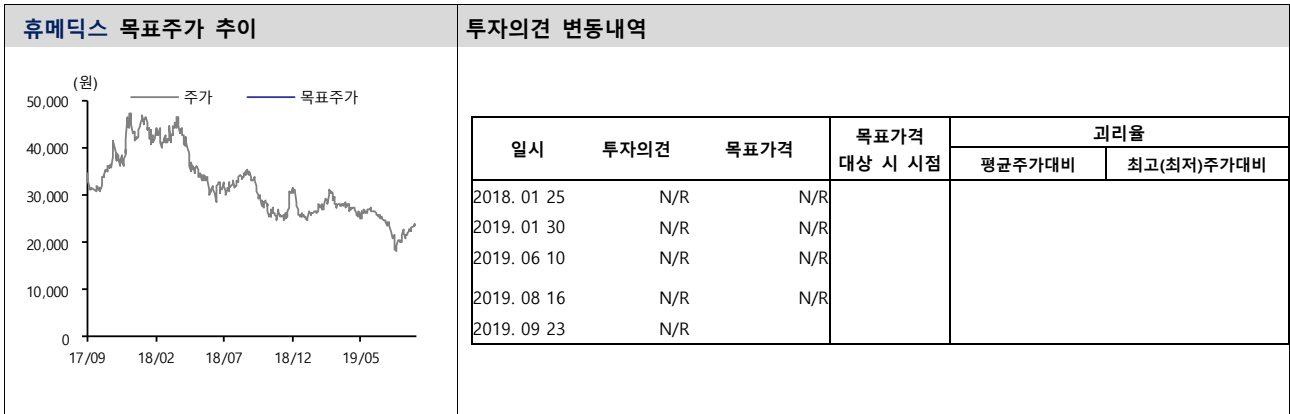 휴메딕스 목표주가 추이
(원)
주가 목표주가
50,000
40,000
30,000
20,000
10,000
0
17/09 18/02 18/07 18/12 19/05
투자의견 변동내역
일시 투자의견 목표가격 목표가격 대상 시 시점 괴리율
평균주가대비 최고(최저)주가대비
2018. 01 25 N/R N/R
2019. 01 30 N/R N/R
2019. 06 10 N/R N/R
2019. 08 16 N/R N/R
2019. 09 23 N/R